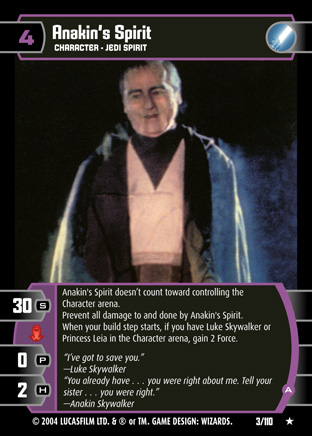 4
Anakin's Spirit
CHARACTER - JEDI SPIRIT
Anakin's Spirit doesn't count toward controlling the
Character arena.
Prevent all damage to and done by Anakin's Spirit.
When your build step starts, if you have Luke Skywalker or
Princess Leia in the Character arena, gain 2 Force.
30 S
0 P
2 H
"I've got to save you."
—Luke Skywalker
"You already have . . . you were right about me. Tell your
sister . . . you were right."
—Anakin Skywalker
A
© 2004 LUCASFILM LTD. & ® or TM. GAME DESIGN: WIZARDS.
3/110 ★